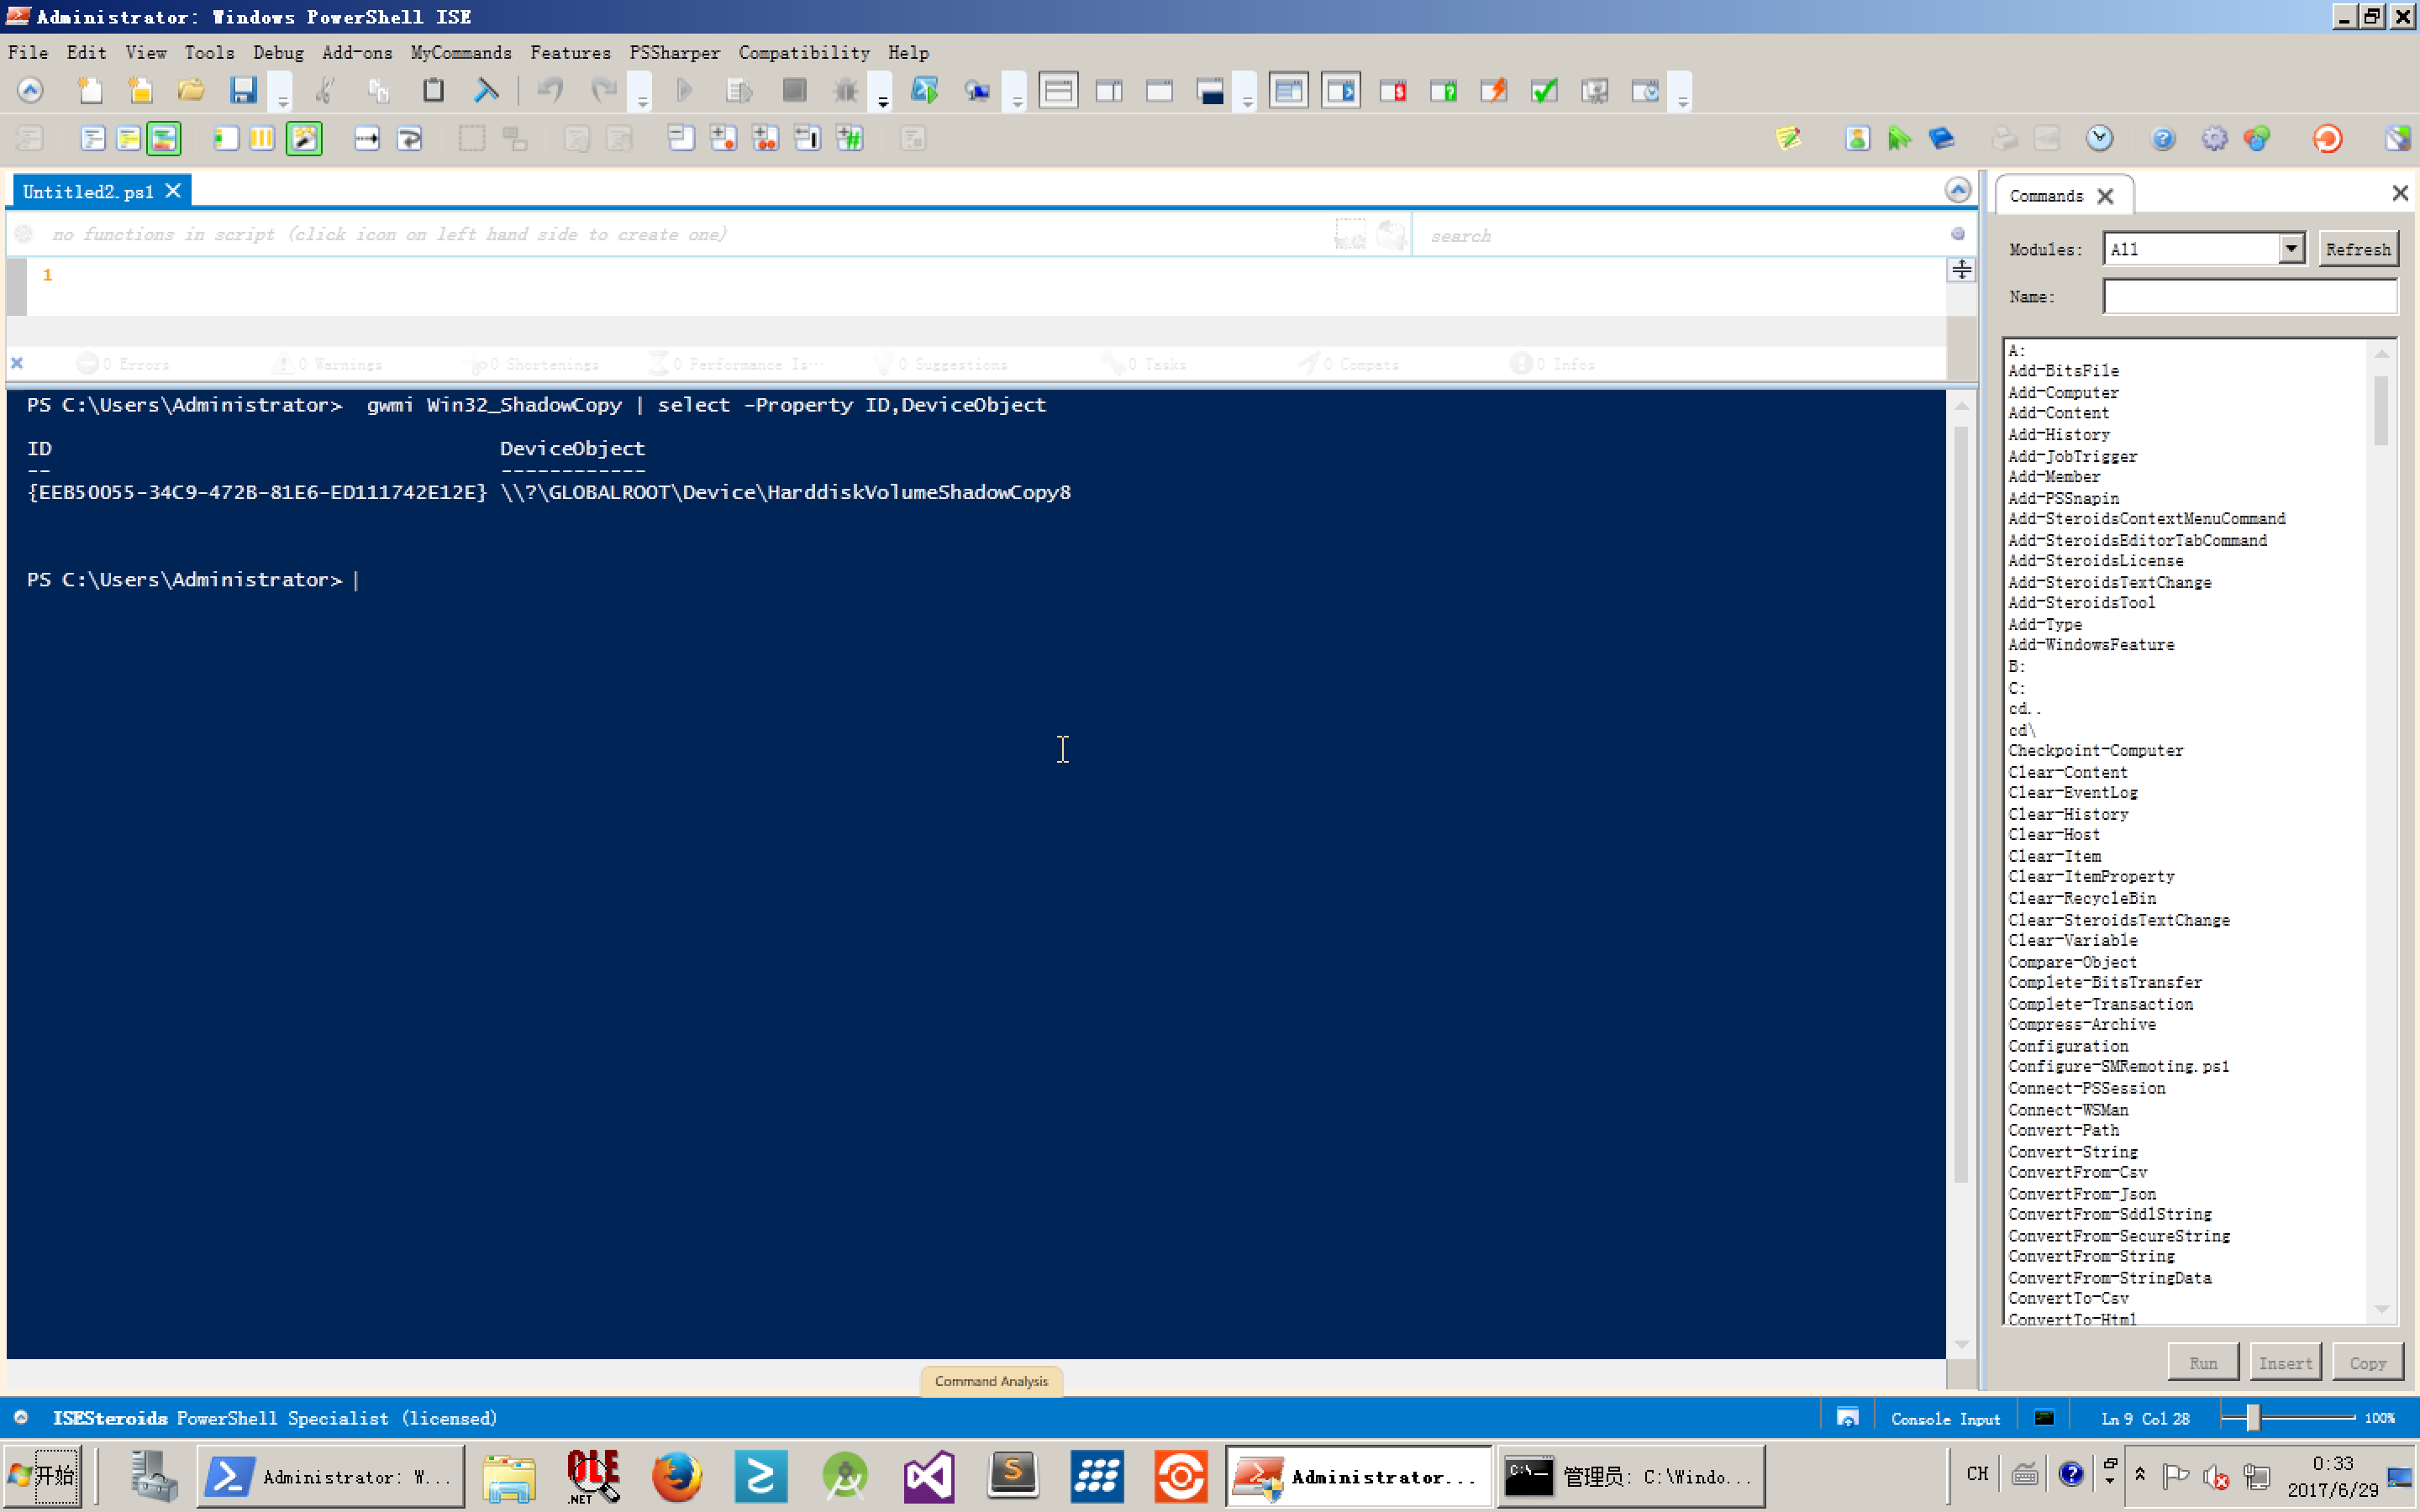 Administrator: Windows PowerShell ISE
File Edit View Tools Debug Add-ons MyCommands Features PSSharper Compatibility Help
Untitled2.ps1
no functions in script (click icon on left hand side to create one)
search
1
0 Errors 0 Warnings 0 Shortenings 0 Performance Is... 0 Suggestions 0 Tasks 0 Compats 0 Infos
PS C:\Users\Administrator>  gwmi Win32_ShadowCopy | select -Property ID,DeviceObject
ID DeviceObject
-- ------------
{EEB50055-34C9-472B-81E6-ED111742E12E} \\?\GLOBALROOT\Device\HarddiskVolumeShadowCopy8
PS C:\Users\Administrator>
Command Analysis
Commands
Modules: All Refresh
Name:
A:
Add-BitsFile
Add-Computer
Add-Content
Add-History
Add-JobTrigger
Add-Member
Add-PSSnapin
Add-SteroidsContextMenuCommand
Add-SteroidsEditorTabCommand
Add-SteroidsLicense
Add-SteroidsTextChange
Add-SteroidsTool
Add-Type
Add-WindowsFeature
B:
C:
cd..
cd\
Checkpoint-Computer
Clear-Content
Clear-EventLog
Clear-History
Clear-Host
Clear-Item
Clear-ItemProperty
Clear-RecycleBin
Clear-SteroidsTextChange
Clear-Variable
Compare-Object
Complete-BitsTransfer
Complete-Transaction
Compress-Archive
Configuration
Configure-SMRemoting.ps1
Connect-PSSession
Connect-WSMan
Convert-Path
Convert-String
ConvertFrom-Csv
ConvertFrom-Json
ConvertFrom-SddlString
ConvertFrom-SecureString
ConvertFrom-String
ConvertFrom-StringData
ConvertTo-Csv
ConvertTo-Html
Run Insert Copy
ISESteroids PowerShell Specialist (licensed)
Console Input Ln 9 Col 28 100%
开始 Administrator: W... OLE .NET S Administrator... C:\ 管理员: C:\Windo... CH 0:33
2017/6/29